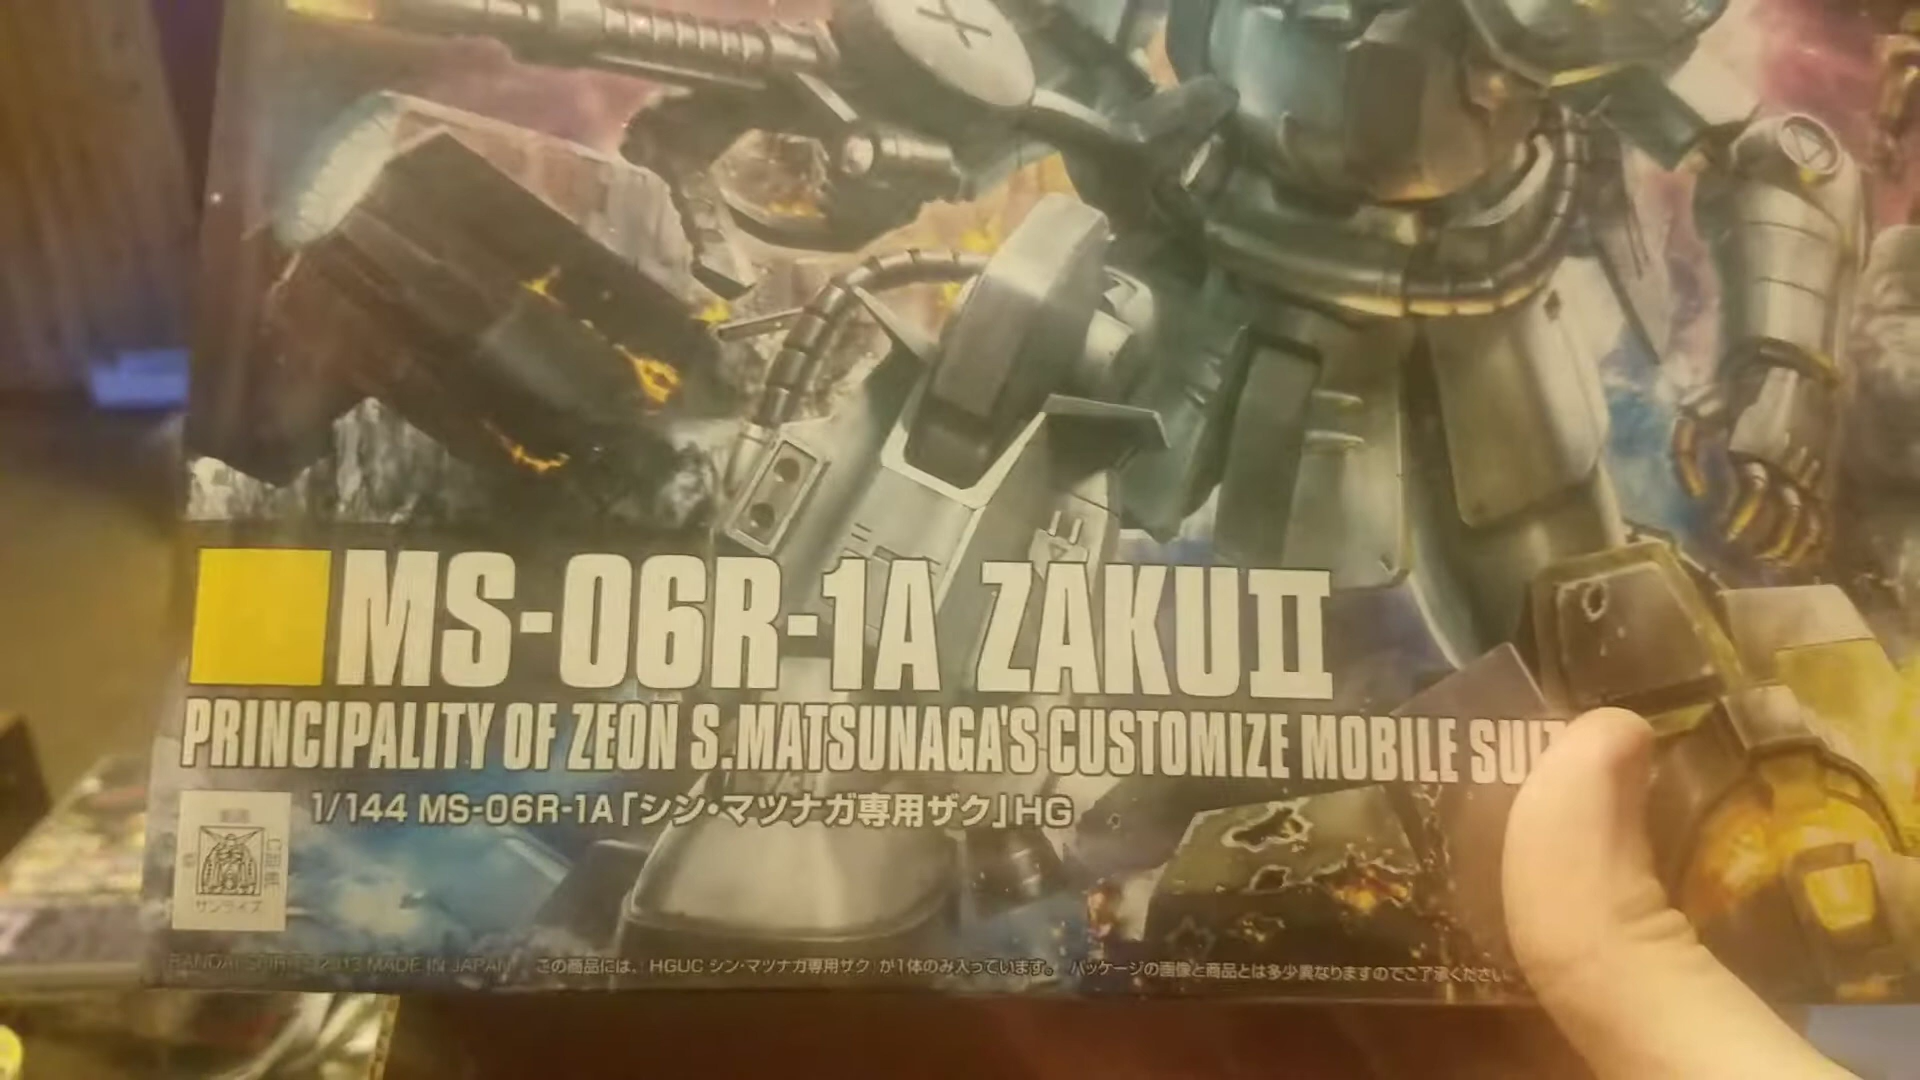 MS-06R-1A ZAKUII
PRINCIPALITY OF ZEON S.MATSUNAGA'S CUSTOMIZE MOBILE SUIT
1/144 MS-06R-1A「シン・マツナガ専用ザク」HG
サンライズ
BANDAI SPIRITS 2013 MADE IN JAPAN この商品には、HGUC シン・マツナガ専用ザク が1体のみ入っています。 パッケージの画像と商品とは多少異なりますのでご了承ください